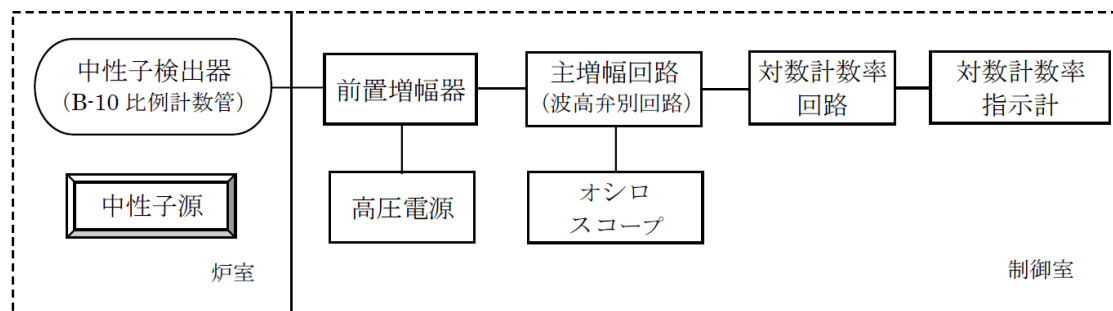 中性子検出器
（B-10 比例計数管）
前置増幅器
主増幅回路
（波高弁別回路）
対数計数率
回路
対数計数率
指示計
中性子源
高圧電源
オシロ
スコープ
炉室
制御室